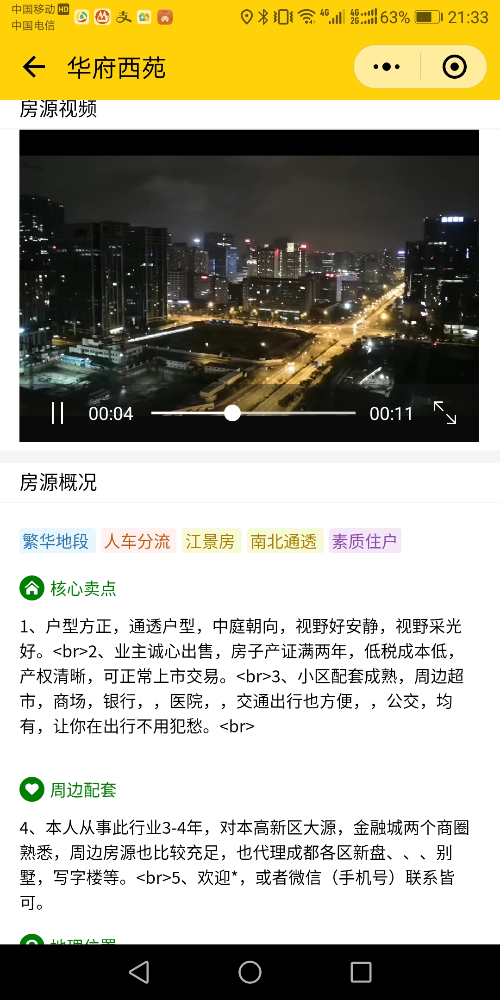 中国移动 HD
中国电信
4G 4G 2G 63% 21:33
华府西苑
房源视频
00:04 00:11
房源概况
繁华地段 人车分流 江景房 南北通透 素质住户
核心卖点
1、户型方正，通透户型，中庭朝向，视野好安静，视野采光
好。<br>2、业主诚心出售，房子产证满两年，低税成本低，
产权清晰，可正常上市交易。<br>3、小区配套成熟，周边超
市，商场，银行，，医院，，交通出行也方便，，公交，均
有，让你在出行不用犯愁。<br>
周边配套
4、本人从事此行业3-4年，对本高新区大源，金融城两个商圈
熟悉，周边房源也比较充足，也代理成都各区新盘、、、别
墅，写字楼等。<br>5、欢迎*，或者微信（手机号）联系皆
可。
地理位置